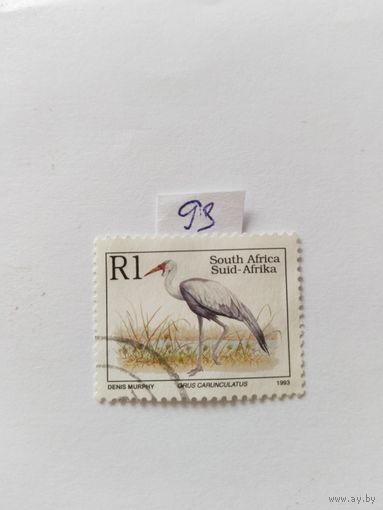 93
R1
South Africa
Suid-Afrika
DENIS MURPHY GRUS CARUNCULATUS 1993
www.ay.by